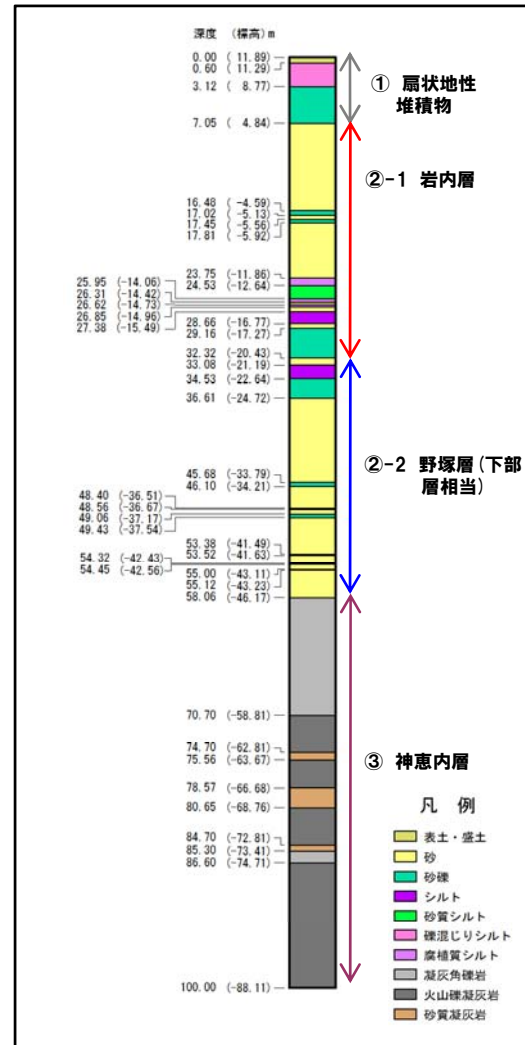 深度 (標高)m
0.00 ( 11.89)
0.60 ( 11.29)
3.12 ( 8.77)
7.05 ( 4.84)
16.48 ( -4.59)
17.02 ( -5.13)
17.45 ( -5.56)
17.81 ( -5.92)
23.75 (-11.86)
24.53 (-12.64)
25.95 (-14.06)
26.31 (-14.42)
26.62 (-14.73)
26.85 (-14.96)
27.38 (-15.49)
28.66 (-16.77)
29.16 (-17.27)
32.32 (-20.43)
33.08 (-21.19)
34.53 (-22.64)
36.61 (-24.72)
45.68 (-33.79)
46.10 (-34.21)
48.40 (-36.51)
48.56 (-36.67)
49.06 (-37.17)
49.43 (-37.54)
53.38 (-41.49)
53.52 (-41.63)
54.32 (-42.43)
54.45 (-42.56)
55.00 (-43.11)
55.12 (-43.23)
58.06 (-46.17)
70.70 (-58.81)
74.70 (-62.81)
75.56 (-63.67)
78.57 (-66.68)
80.65 (-68.76)
84.70 (-72.81)
85.30 (-73.41)
86.60 (-74.71)
100.00 (-88.11)
① 扇状地性
堆積物
②-1 岩内層
②-2 野塚層(下部
層相当)
③ 神恵内層
凡 例
表土・盛土
砂
砂礫
シルト
砂質シルト
礫混じりシルト
腐植質シルト
凝灰角礫岩
火山礫凝灰岩
砂質凝灰岩